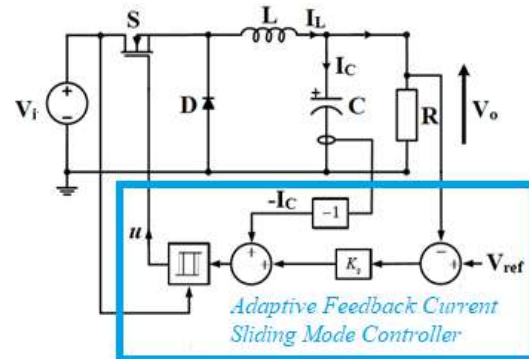 S
L
I_L
I_C
V_i
D
C
R
V_o
-I_C
−1
u
K_s
V_ref
Adaptive Feedback Current
Sliding Mode Controller